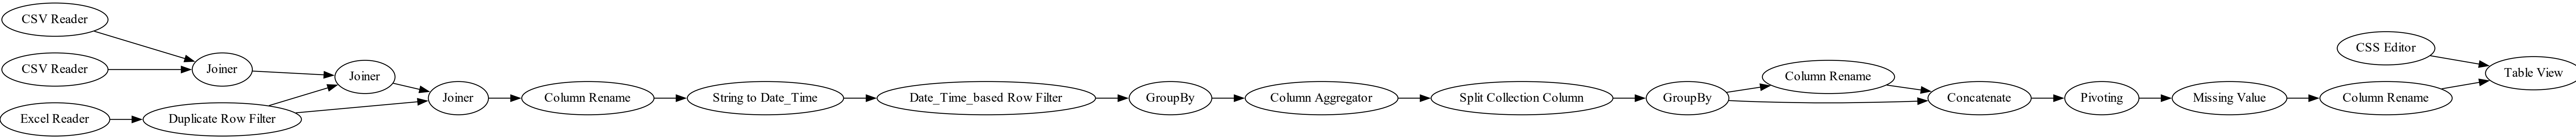 CSV Reader
CSV Reader
Excel Reader
Joiner
Duplicate Row Filter
Joiner
Joiner
Column Rename
String to Date_Time
Date_Time_based Row Filter
GroupBy
Column Aggregator
Split Collection Column
GroupBy
Column Rename
Concatenate
Pivoting
Missing Value
CSS Editor
Column Rename
Table View